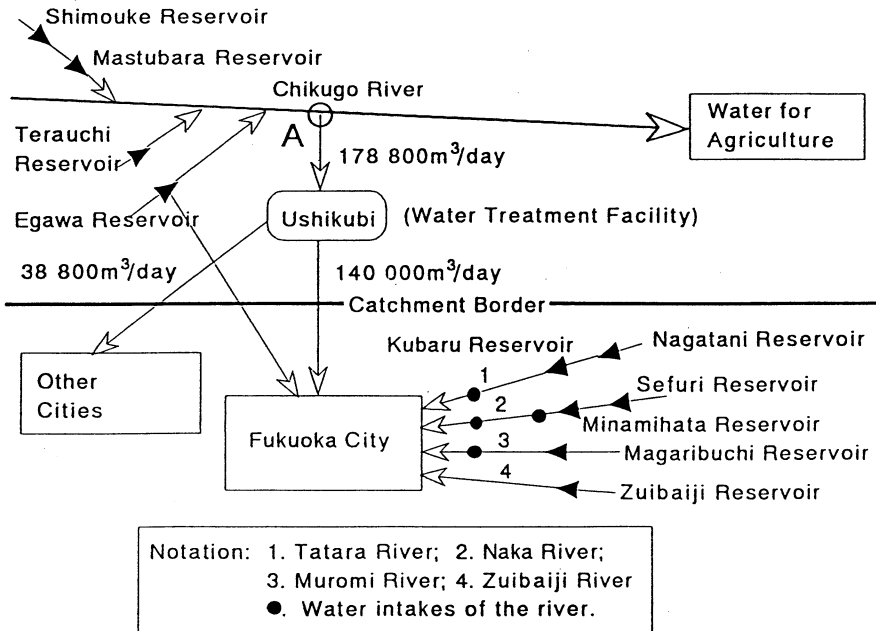 Shimouke Reservoir
Mastubara Reservoir
Chikugo River
Water for
Agriculture
Terauchi
Reservoir
A
178 800m³/day
Egawa Reservoir
Ushikubi
(Water Treatment Facility)
38 800m³/day
140 000m³/day
Catchment Border
Kubaru Reservoir
Nagatani Reservoir
1
Sefuri Reservoir
Other
Cities
2
Minamihata Reservoir
Fukuoka City
3
Magaribuchi Reservoir
4
Zuibaiji Reservoir
Notation: 1. Tatara River; 2. Naka River;
3. Muromi River; 4. Zuibaiji River
●. Water intakes of the river.